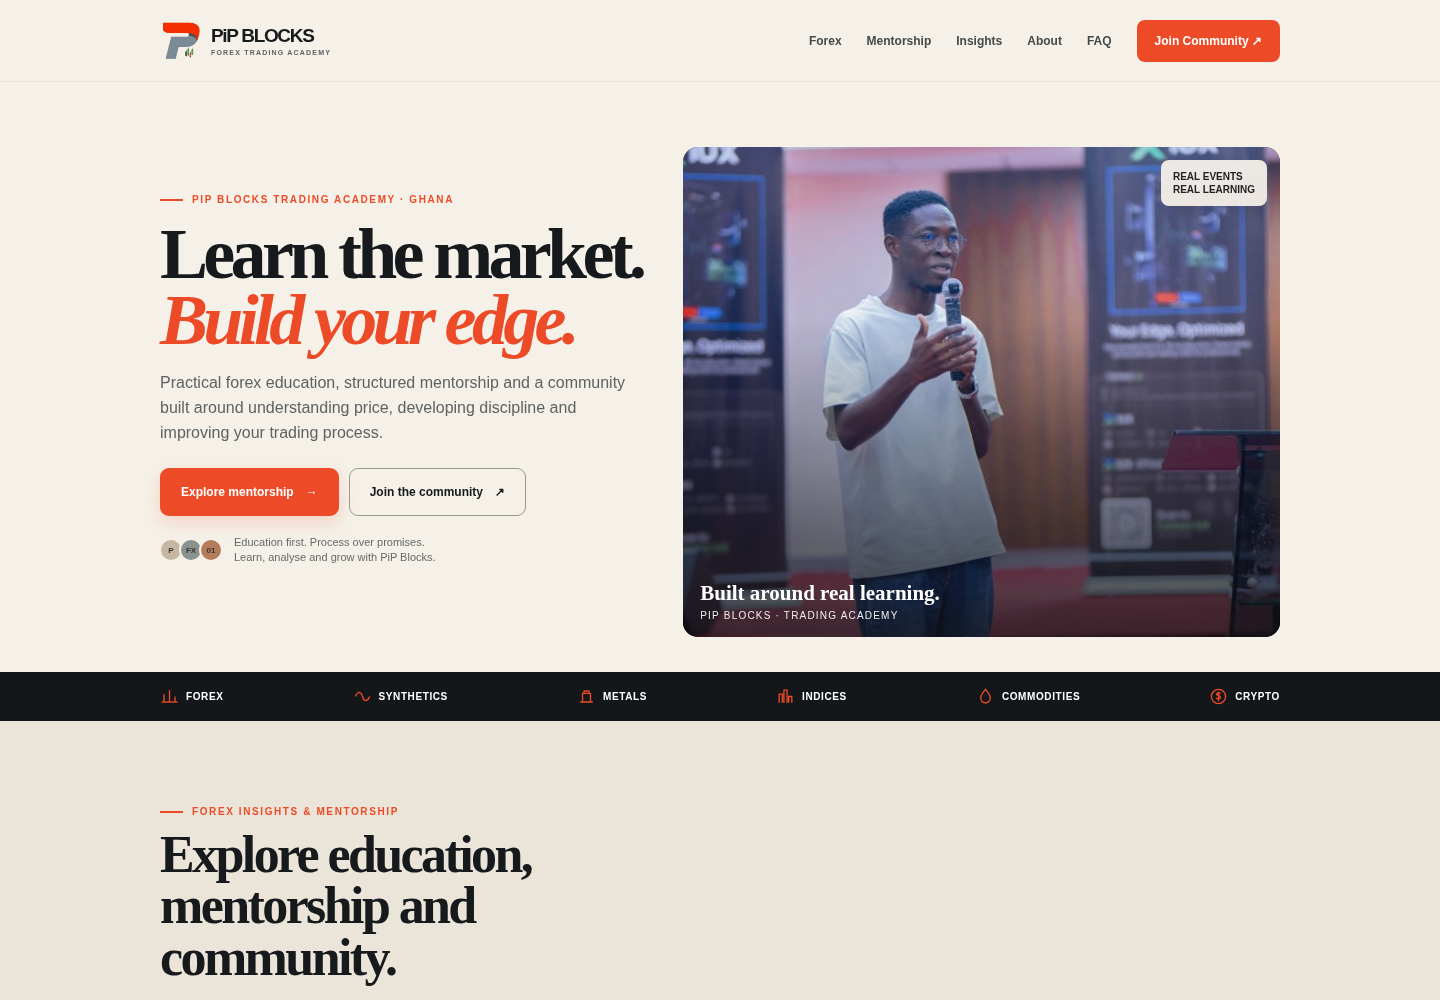 PiP BLOCKS
FOREX TRADING ACADEMY
Forex
Mentorship
Insights
About
FAQ
Join Community ↗
PIP BLOCKS TRADING ACADEMY · GHANA
Learn the market.
Build your edge.
Practical forex education, structured mentorship and a community
built around understanding price, developing discipline and
improving your trading process.
Explore mentorship →
Join the community ↗
P
FX
01
Education first. Process over promises.
Learn, analyse and grow with PiP Blocks.
REAL EVENTS
REAL LEARNING
Your Edge, Optimized
Built around real learning.
PIP BLOCKS · TRADING ACADEMY
FOREX
SYNTHETICS
METALS
INDICES
COMMODITIES
CRYPTO
FOREX INSIGHTS & MENTORSHIP
Explore education,
mentorship and
community.